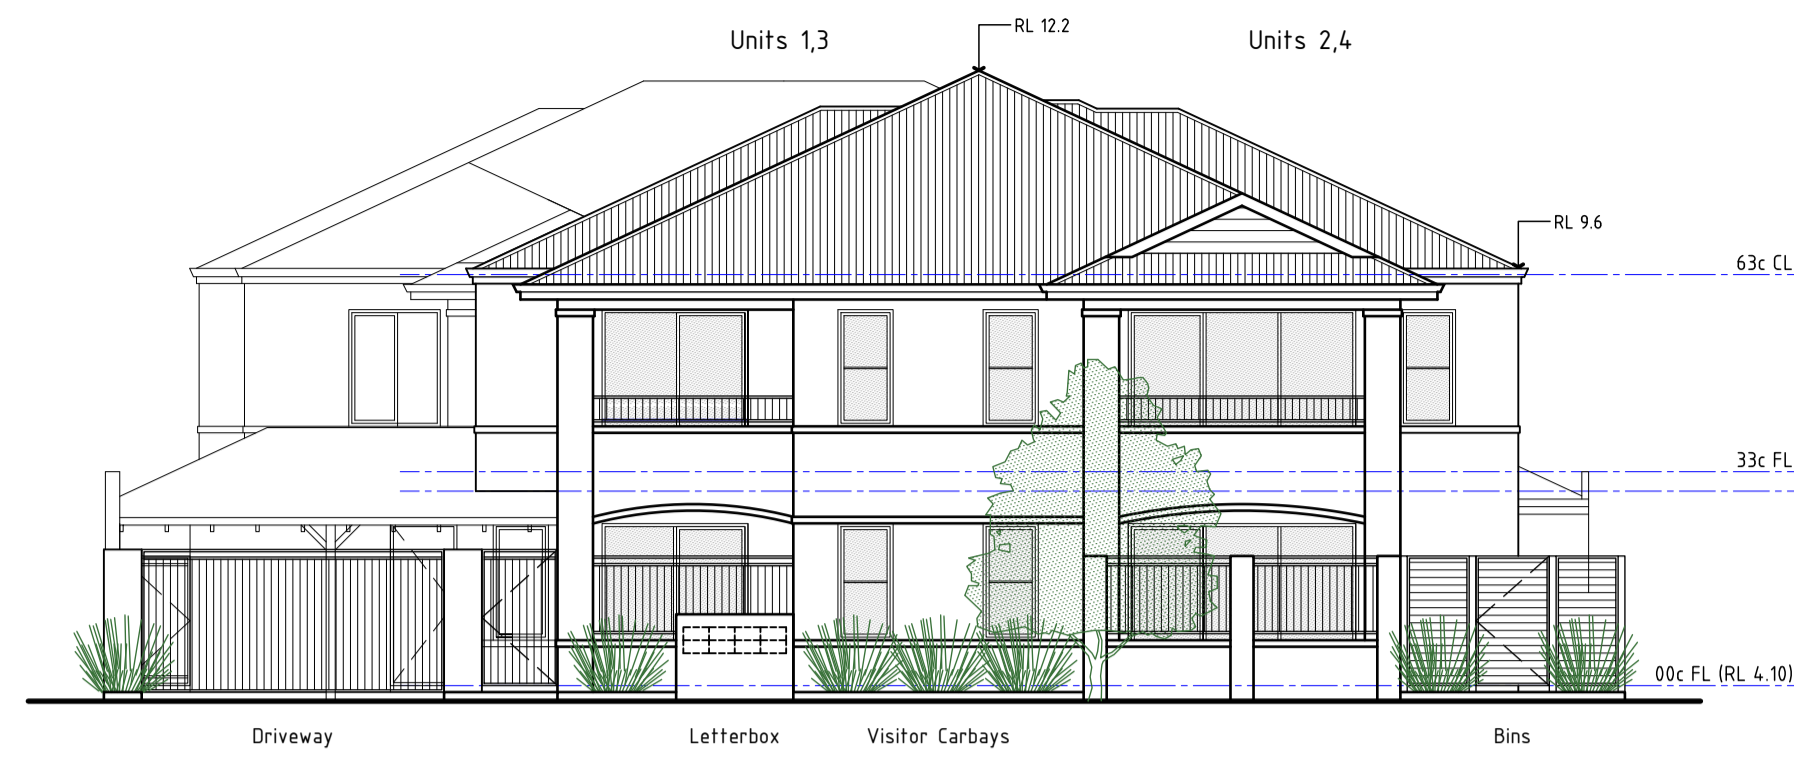 RL 12.2
Units 1,3
Units 2,4
RL 9.6
63c CL
33c FL
00c FL (RL 4.10)
Driveway
Letterbox
Visitor Carbays
Bins